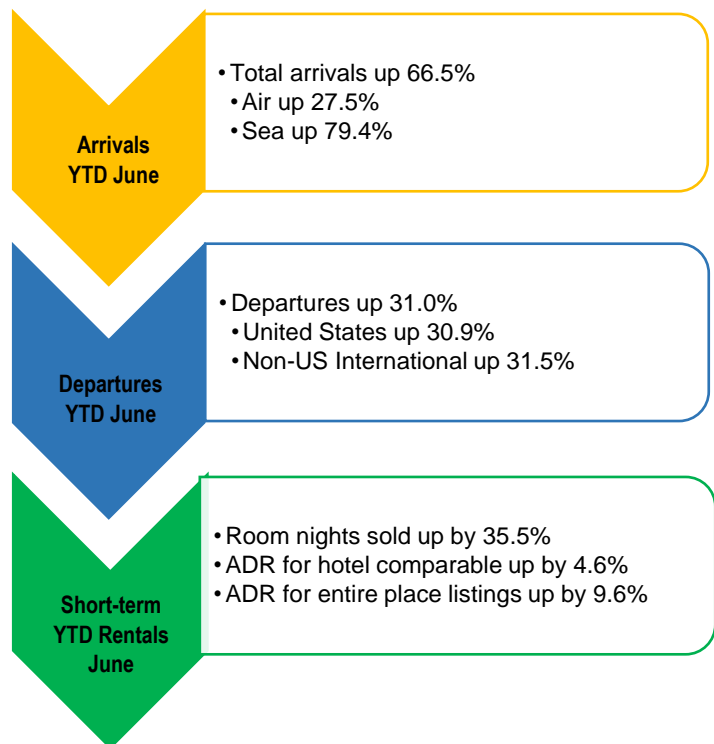 Arrivals
YTD June
• Total arrivals up 66.5%
• Air up 27.5%
• Sea up 79.4%
Departures
YTD June
• Departures up 31.0%
• United States up 30.9%
• Non-US International up 31.5%
Short-term
YTD Rentals
June
• Room nights sold up by 35.5%
• ADR for hotel comparable up by 4.6%
• ADR for entire place listings up by 9.6%